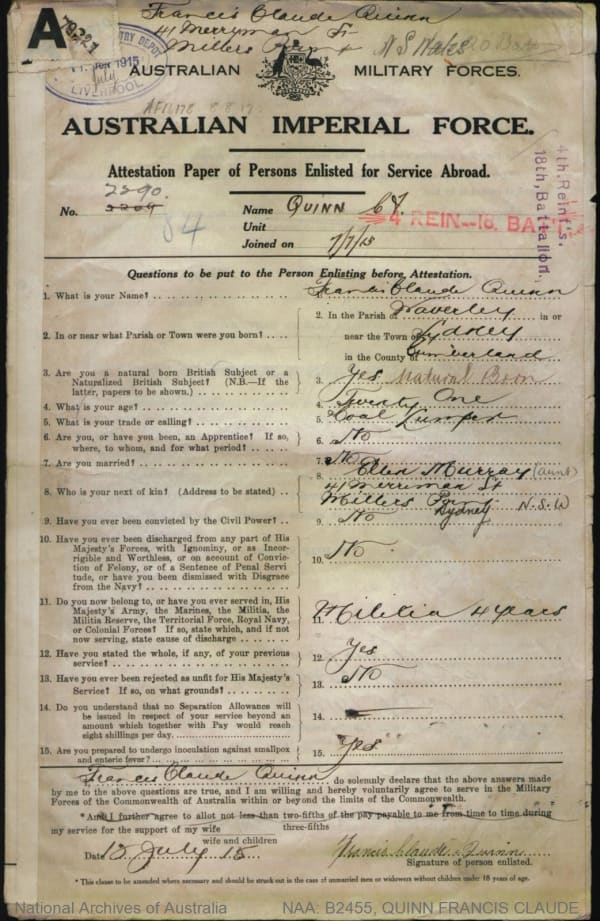 Francis Claude Quinn
41 Merryman St
Millers Point N S Wales
A
79221
1915
July
LIVERPOOL
AUSTRALIAN MILITARY FORCES.
AUSTRALIAN IMPERIAL FORCE.
Attestation Paper of Persons Enlisted for Service Abroad.
2290.
No. 2204
84
Name QUINN
Unit 4 REIN—18. BATT
Joined on 7/7/15
4th. Reinf's.
18th, Battalion.
Questions to be put to the Person Enlisting before Attestation.
1. What is your Name? Francis Claude Quinn
2. In or near what Parish or Town were you born? 2. In the Parish of Waverley in or
near the Town of Sydney
in the County of Cumberland
3. Are you a natural born British Subject or a
Naturalized British Subject? (N.B.—If the
latter, papers to be shown.) 3. Yes Natural Born
4. What is your age? 4. Twenty One
5. What is your trade or calling? 5. Coal Lumper
6. Are you, or have you been, an Apprentice? If so,
where, to whom, and for what period? 6. No
7. Are you married? 7. No
8. Who is your next of kin? (Address to be stated) 8. Ellen Murray (aunt)
41 Merriman St
Millers Point
Sydney N.S.W
9. Have you ever been convicted by the Civil Power? 9. No
10. Have you ever been discharged from any part of His
Majesty's Forces, with Ignominy, or as Incor-
rigible and Worthless, or on account of Convic-
tion of Felony, or of a Sentence of Penal Servi
tude, or have you been dismissed with Disgrace
from the Navy? 10. No
11. Do you now belong to, or have you ever served in, His
Majesty's Army, the Marines, the Militia, the
Militia Reserve, the Territorial Force, Royal Navy,
or Colonial Forces? If so, state which, and if not
now serving, state cause of discharge 11. Militia 4 years
12. Have you stated the whole, if any, of your previous
service? 12. Yes
13. Have you ever been rejected as unfit for His Majesty's
Service? If so, on what grounds? 13. No
14. Do you understand that no Separation Allowance will
be issued in respect of your service beyond an
amount which together with Pay would reach
eight shillings per day. 14.
15. Are you prepared to undergo inoculation against smallpox
and enteric fever? 15. Yes
I, Francis Claude Quinn do solemnly declare that the above answers made
by me to the above questions are true, and I am willing and hereby voluntarily agree to serve in the Military
Forces of the Commonwealth of Australia within or beyond the limits of the Commonwealth.
*And I further agree to allot not less than two-fifths of the pay payable to me from time to time during
three-fifths
my service for the support of my wife
wife and children
Date 12 July 15. Francis Claude Quinn
Signature of person enlisted.
* This clause to be amended where necessary and should be struck out in the case of unmarried men or widowers without children under 18 years of age.
National Archives of Australia NAA: B2455, QUINN FRANCIS CLAUDE